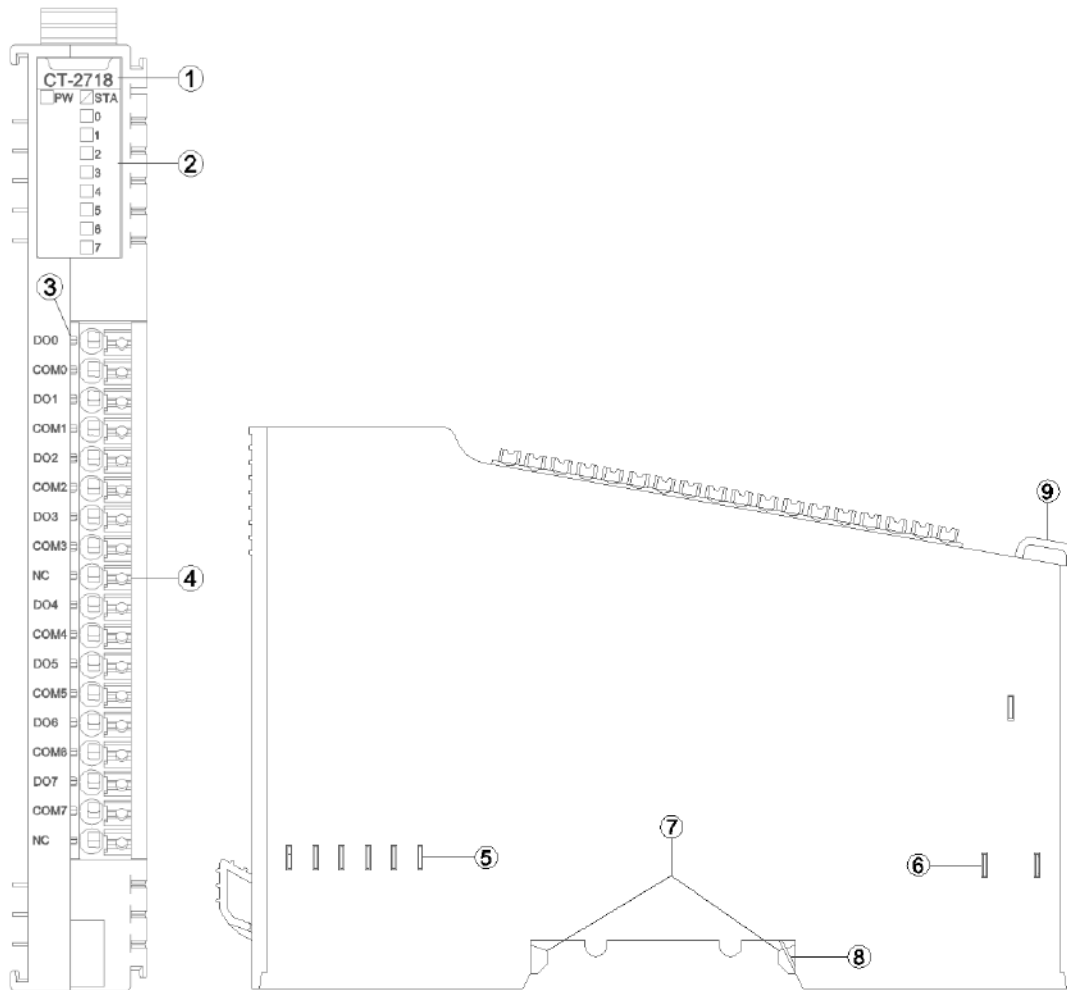 CT-2718
①
PW STA
0
1
2
②
3
4
5
6
7
③
DO0
COM0
DO1
COM1
DO2
COM2
DO3
COM3
NC
④
DO4
COM4
DO5
COM5
DO6
COM6
DO7
COM7
NC
⑨
⑦
⑤
⑥
⑧